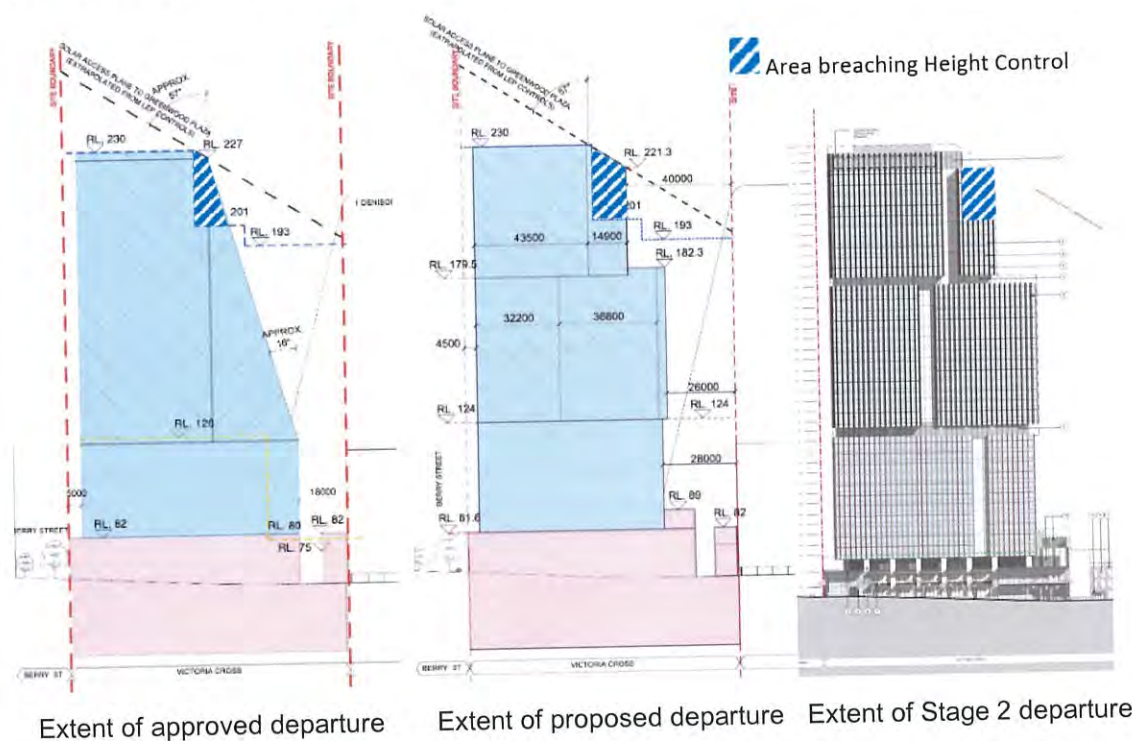 Area breaching Height Control
SITE BOUNDARY
SOLAR ACCESS PLANE TO GREENWOOD PLAZA
(EXTRAPOLATED FROM LEP CONTROLS)
APPROX
57°
SITE BOUNDARY
RL. 230
RL. 227
201
RL. 193
1 DENISO
APPROX.
16°
RL. 126
18000
RL. 82
RL. 80
RL. 82
RL. 75
BERRY STREET
BERRY ST
VICTORIA CROSS
SOLAR ACCESS PLANE TO GREENWOOD PLAZA
(EXTRAPOLATED FROM LEP CONTROLS)
SITE BOUNDARY
SITE
RL. 230
RL. 221.3
40000
RL. 193
43500
14900
RL. 182.3
RL. 179.5
32200
36800
4500
26000
RL. 124
RL. 124
28000
BERRY STREET
RL. 89
RL. 81.6
RL. 82
BERRY ST
VICTORIA CROSS
Extent of approved departure
Extent of proposed departure
Extent of Stage 2 departure